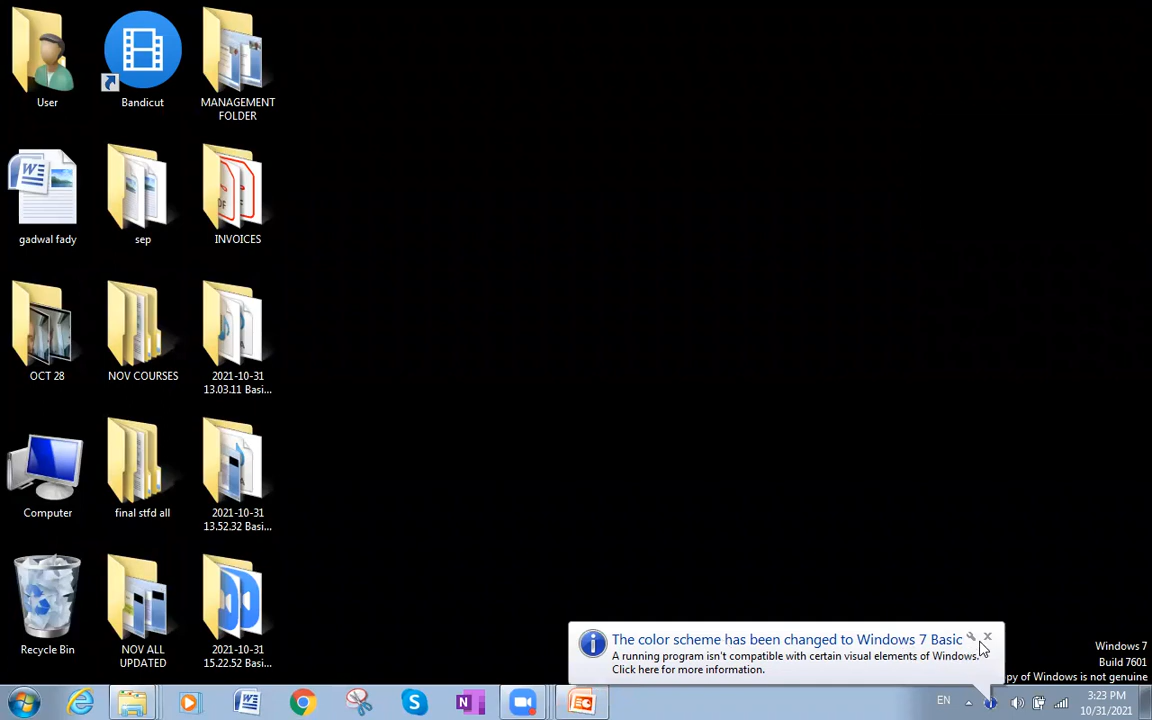 User
Bandicut
MANAGEMENT
FOLDER
gadwal fady
sep
INVOICES
OCT 28
NOV COURSES
2021-10-31
13.03.11 Basi...
Computer
final stfd all
2021-10-31
13.52.32 Basi...
Recycle Bin
NOV ALL
UPDATED
2021-10-31
15.22.52 Basi...
The color scheme has been changed to Windows 7 Basic
A running program isn't compatible with certain visual elements of Windows.
Click here for more information.
Windows 7
Build 7601
py of Windows is not genuine
EN
3:23 PM
10/31/2021